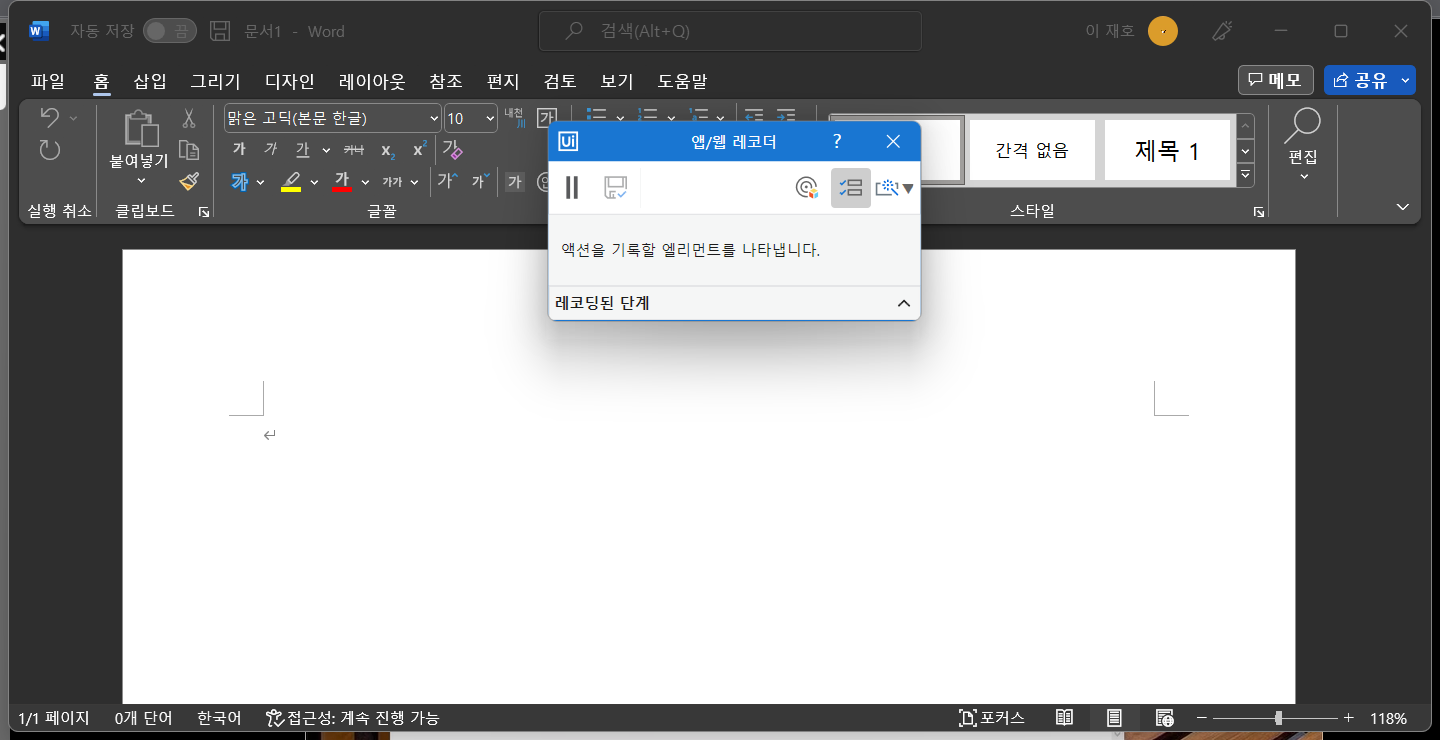 자동 저장 끔 문서1 - Word 검색(Alt+Q) 이 재호
파일 홈 삽입 그리기 디자인 레이아웃 참조 편지 검토 보기 도움말 메모 공유
맑은 고딕(본문 한글) 10 내천 가
Ui 앱/웹 레코더 ?
붙여넣기 가 가 가 가나 x₂ x² 가 간격 없음 제목 1 편집
가 가 가 가가 가 가 가
실행 취소 클립보드 글꼴 스타일
액션을 기록할 엘리먼트를 나타냅니다.
레코딩된 단계
1/1 페이지 0개 단어 한국어 접근성: 계속 진행 가능 포커스 118%